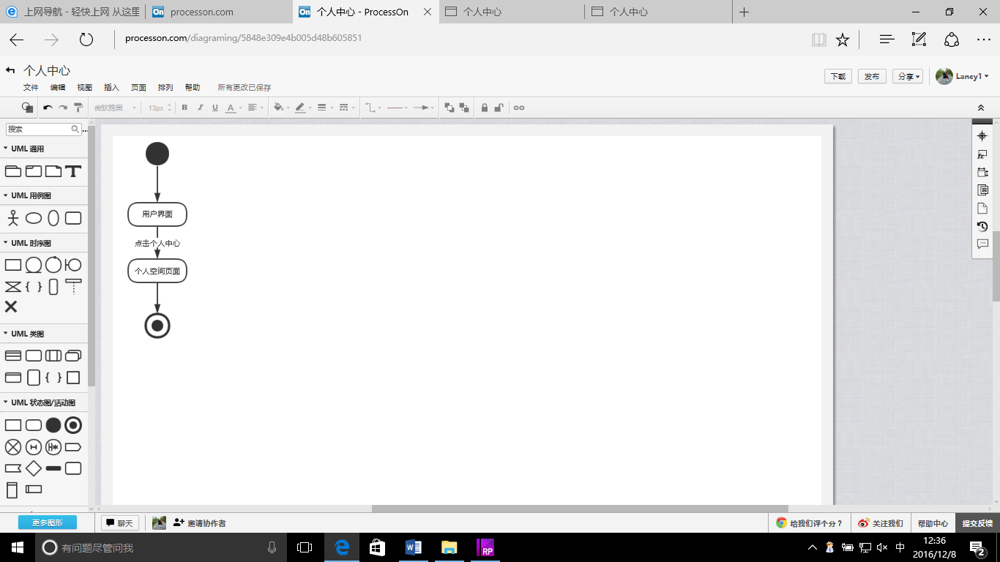 上网导航 - 轻快上网 从这里
processon.com
个人中心 - ProcessOn
个人中心
个人中心
processon.com/diagraming/5848e309e4b005d48b605851
个人中心
文件 编辑 视图 插入 页面 排列 帮助 所有更改已保存
下载 发布 分享 Lancy1
微软雅黑 13px B I U A
搜索
UML 通用
T
UML 用例图
UML 时序图
UML 类图
UML 状态图/活动图
H H*
更多图形
用户界面
点击个人中心
个人空间页面
聊天 邀请协作者
给我们评个分？ 关注我们 帮助中心 提交反馈
有问题尽管问我
RP
中
12:36
2016/12/8
2